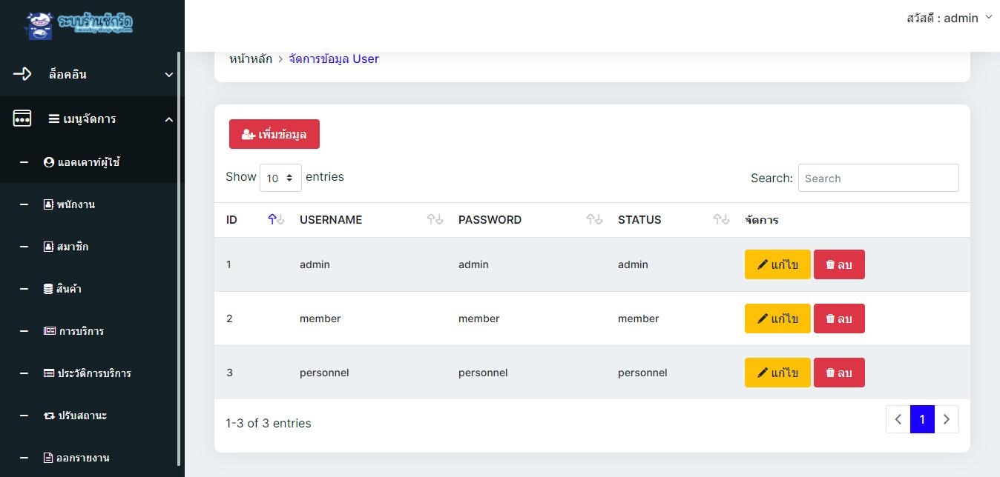 ระบบร้านซักรีด
สวัสดี : admin
ล็อคอิน
เมนูจัดการ
แอคเคาท์ผู้ใช้
พนักงาน
สมาชิก
สินค้า
การบริการ
ประวัติการบริการ
ปรับสถานะ
ออกรายงาน
หน้าหลัก > จัดการข้อมูล User
เพิ่มข้อมูล
Show 10 entries
Search: Search
ID USERNAME PASSWORD STATUS จัดการ
1 admin admin admin แก้ไข ลบ
2 member member member แก้ไข ลบ
3 personnel personnel personnel แก้ไข ลบ
1-3 of 3 entries
1